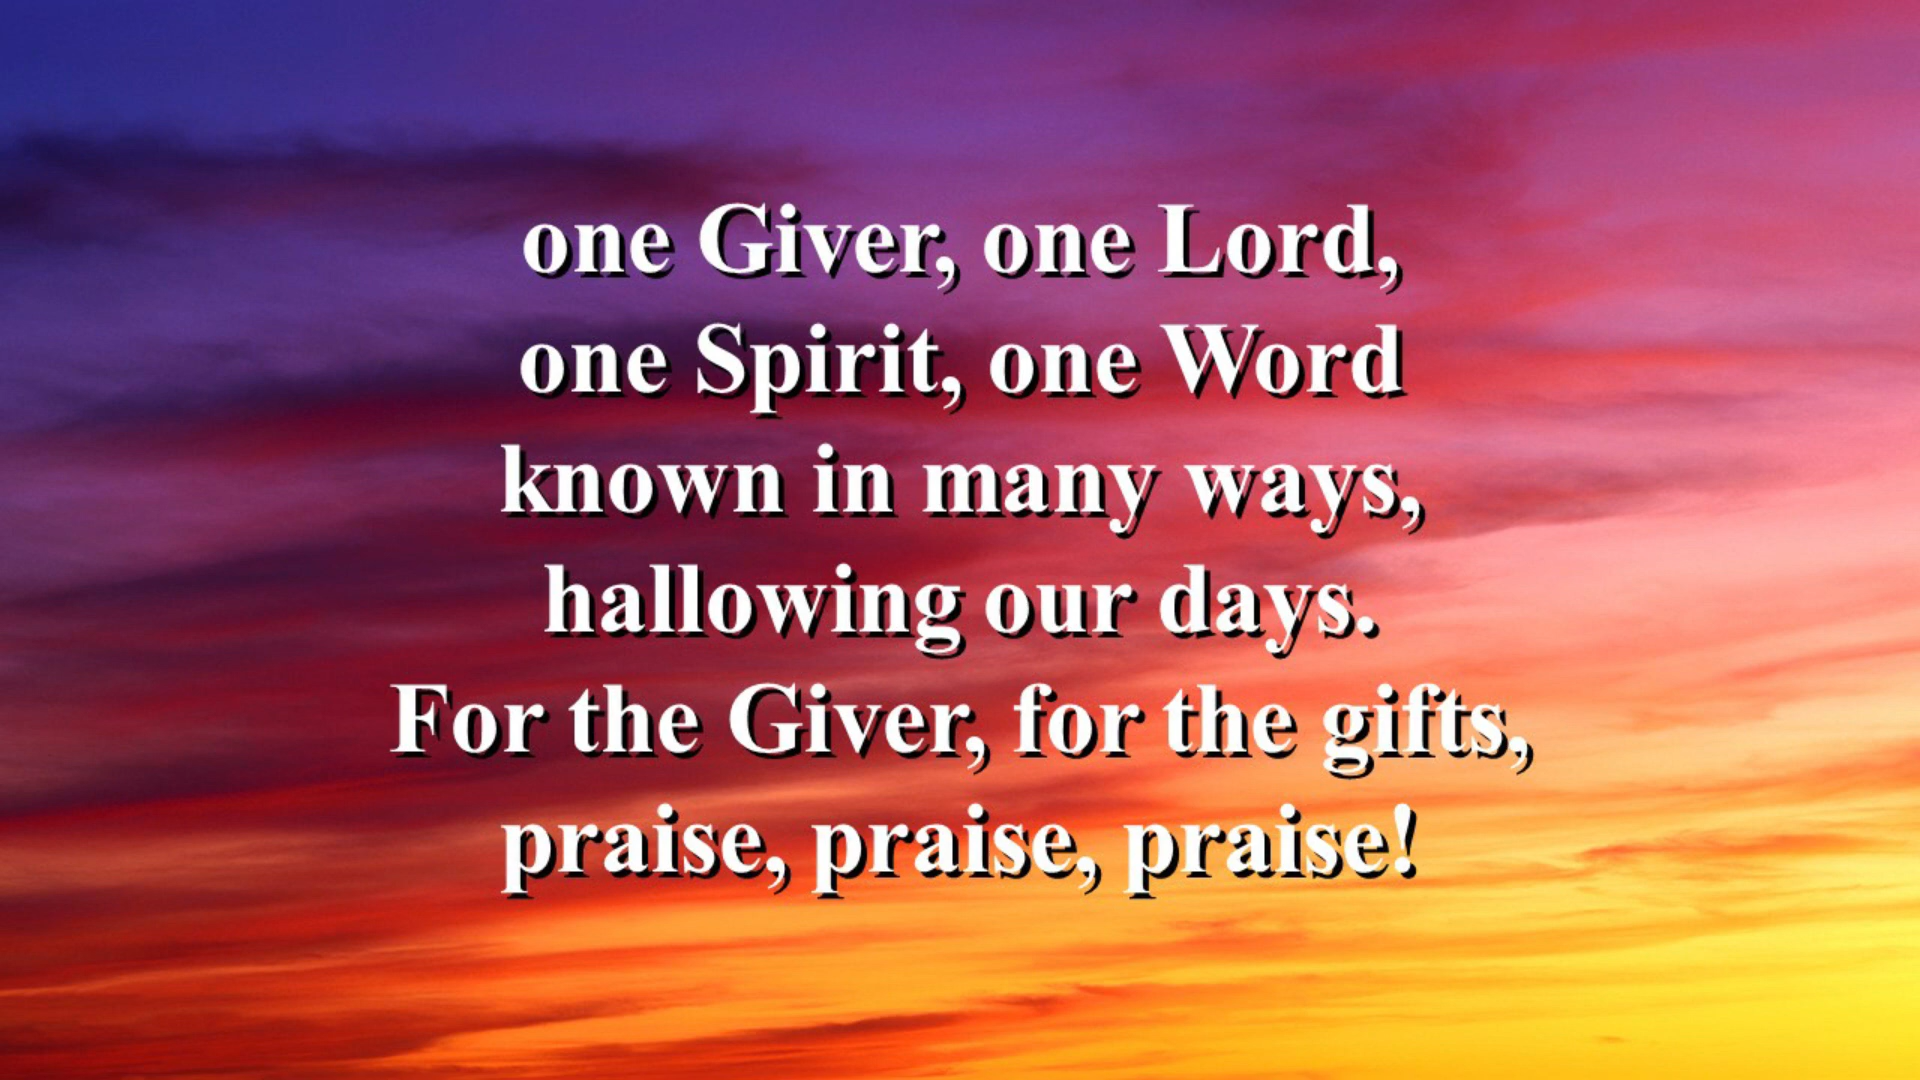 one Giver, one Lord,
one Spirit, one Word
known in many ways,
hallowing our days.
For the Giver, for the gifts,
praise, praise, praise!